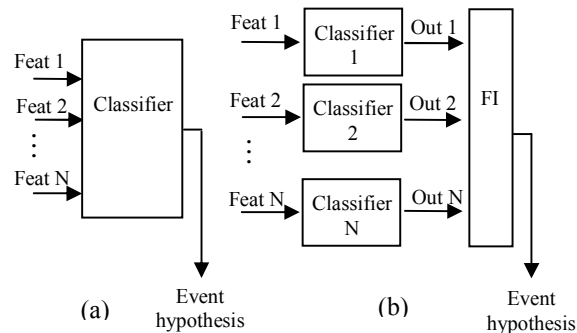 Feat 1
Feat 2
⋮
Feat N
Classifier
Event
hypothesis
(a)
Feat 1
Classifier
1
Out 1
Feat 2
Classifier
2
Out 2
⋮
Feat N
Classifier
N
Out N
FI
Event
hypothesis
(b)